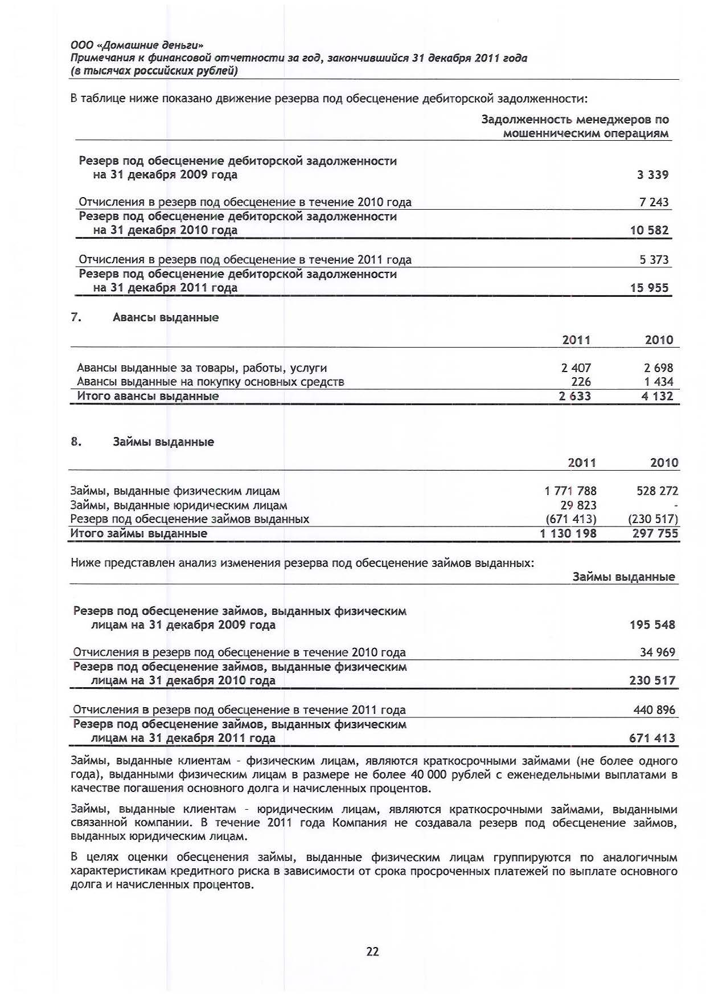 ООО «Домашние деньги»
Примечания к финансовой отчетности за год, закончившийся 31 декабря 2011 года
(в тысячах российских рублей)
В таблице ниже показано движение резерва под обесценение дебиторской задолженности:
Задолженность менеджеров по
мошенническим операциям
Резерв под обесценение дебиторской задолженности
на 31 декабря 2009 года 3 339
Отчисления в резерв под обесценение в течение 2010 года 7 243
Резерв под обесценение дебиторской задолженности
на 31 декабря 2010 года 10 582
Отчисления в резерв под обесценение в течение 2011 года 5 373
Резерв под обесценение дебиторской задолженности
на 31 декабря 2011 года 15 955
7. Авансы выданные
2011 2010
Авансы выданные за товары, работы, услуги 2 407 2 698
Авансы выданные на покупку основных средств 226 1 434
Итого авансы выданные 2 633 4 132
8. Займы выданные
2011 2010
Займы, выданные физическим лицам 1 771 788 528 272
Займы, выданные юридическим лицам 29 823 -
Резерв под обесценение займов выданных (671 413) (230 517)
Итого займы выданные 1 130 198 297 755
Ниже представлен анализ изменения резерва под обесценение займов выданных:
Займы выданные
Резерв под обесценение займов, выданных физическим
лицам на 31 декабря 2009 года 195 548
Отчисления в резерв под обесценение в течение 2010 года 34 969
Резерв под обесценение займов, выданные физическим
лицам на 31 декабря 2010 года 230 517
Отчисления в резерв под обесценение в течение 2011 года 440 896
Резерв под обесценение займов, выданных физическим
лицам на 31 декабря 2011 года 671 413
Займы, выданные клиентам - физическим лицам, являются краткосрочными займами (не более одного
года), выданными физическим лицам в размере не более 40 000 рублей с еженедельными выплатами в
качестве погашения основного долга и начисленных процентов.
Займы, выданные клиентам - юридическим лицам, являются краткосрочными займами, выданными
связанной компании. В течение 2011 года Компания не создавала резерв под обесценение займов,
выданных юридическим лицам.
В целях оценки обесценения займы, выданные физическим лицам группируются по аналогичным
характеристикам кредитного риска в зависимости от срока просроченных платежей по выплате основного
долга и начисленных процентов.
22